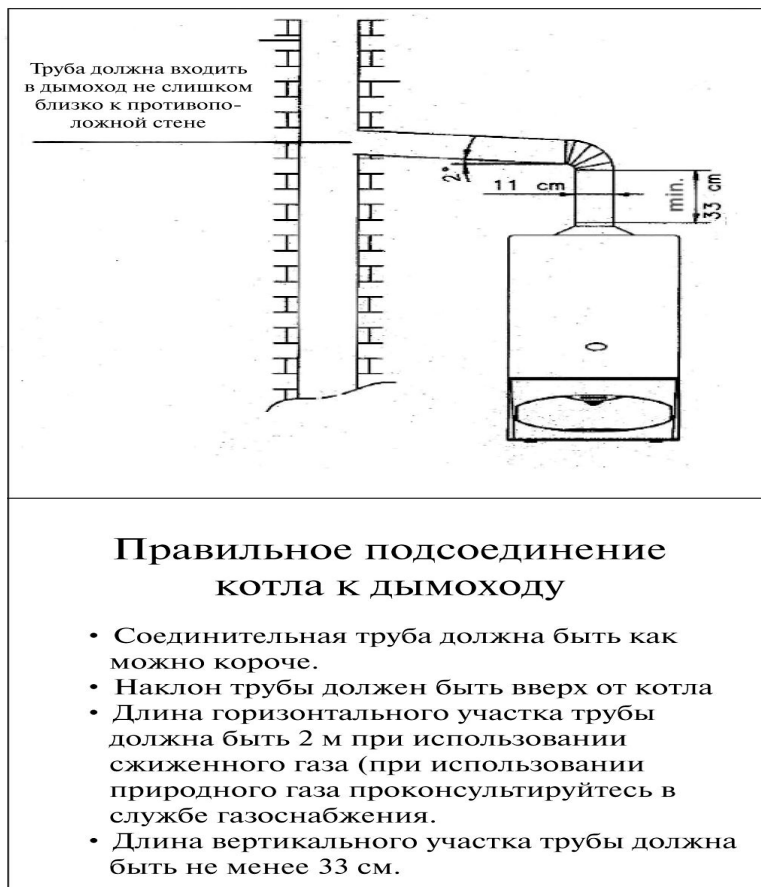 Труба должна входить
в дымоход не слишком
близко к противопо-
ложной стене
2°
11 cm
min.
33 cm
Правильное подсоединение
котла к дымоходу
• Соединительная труба должна быть как
можно короче.
• Наклон трубы должен быть вверх от котла
• Длина горизонтального участка трубы
должна быть 2 м при использовании
сжиженного газа (при использовании
природного газа проконсультируйтесь в
службе газоснабжения.
• Длина вертикального участка трубы должна
быть не менее 33 см.